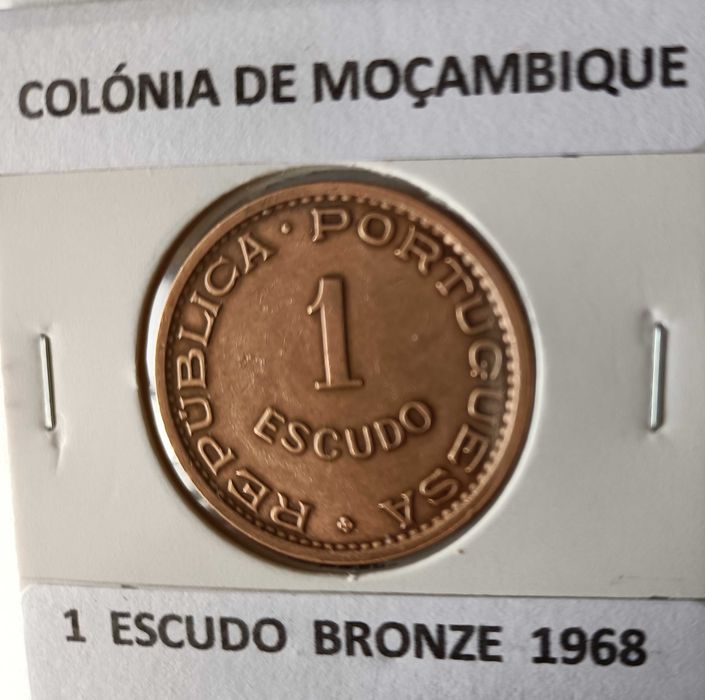 COLÓNIA DE MOÇAMBIQUE
REPÚBLICA · PORTUGUESA
1
ESCUDO
1 ESCUDO BRONZE 1968